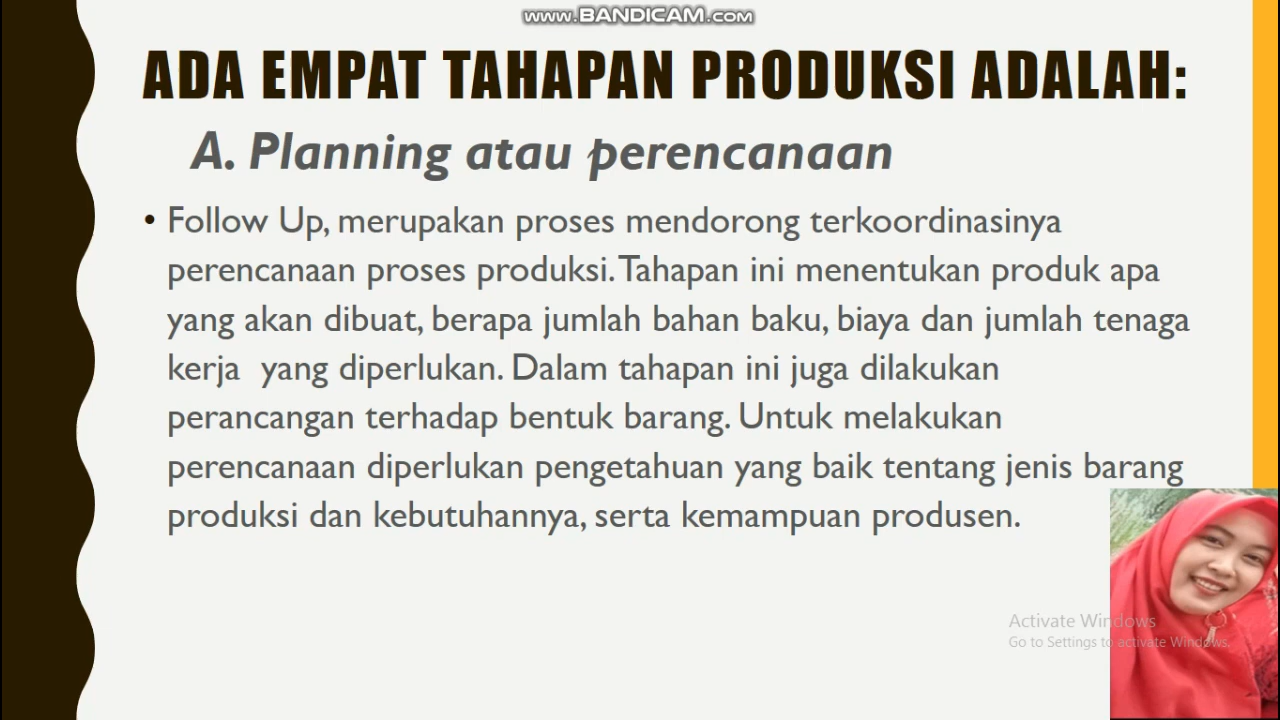 www.BANDICAM.com
ADA EMPAT TAHAPAN PRODUKSI ADALAH:
A. Planning atau perencanaan
• Follow Up, merupakan proses mendorong terkoordinasinya
perencanaan proses produksi. Tahapan ini menentukan produk apa
yang akan dibuat, berapa jumlah bahan baku, biaya dan jumlah tenaga
kerja  yang diperlukan. Dalam tahapan ini juga dilakukan
perancangan terhadap bentuk barang. Untuk melakukan
perencanaan diperlukan pengetahuan yang baik tentang jenis barang
produksi dan kebutuhannya, serta kemampuan produsen.
Activate Windows
Go to Settings to activate Windows.